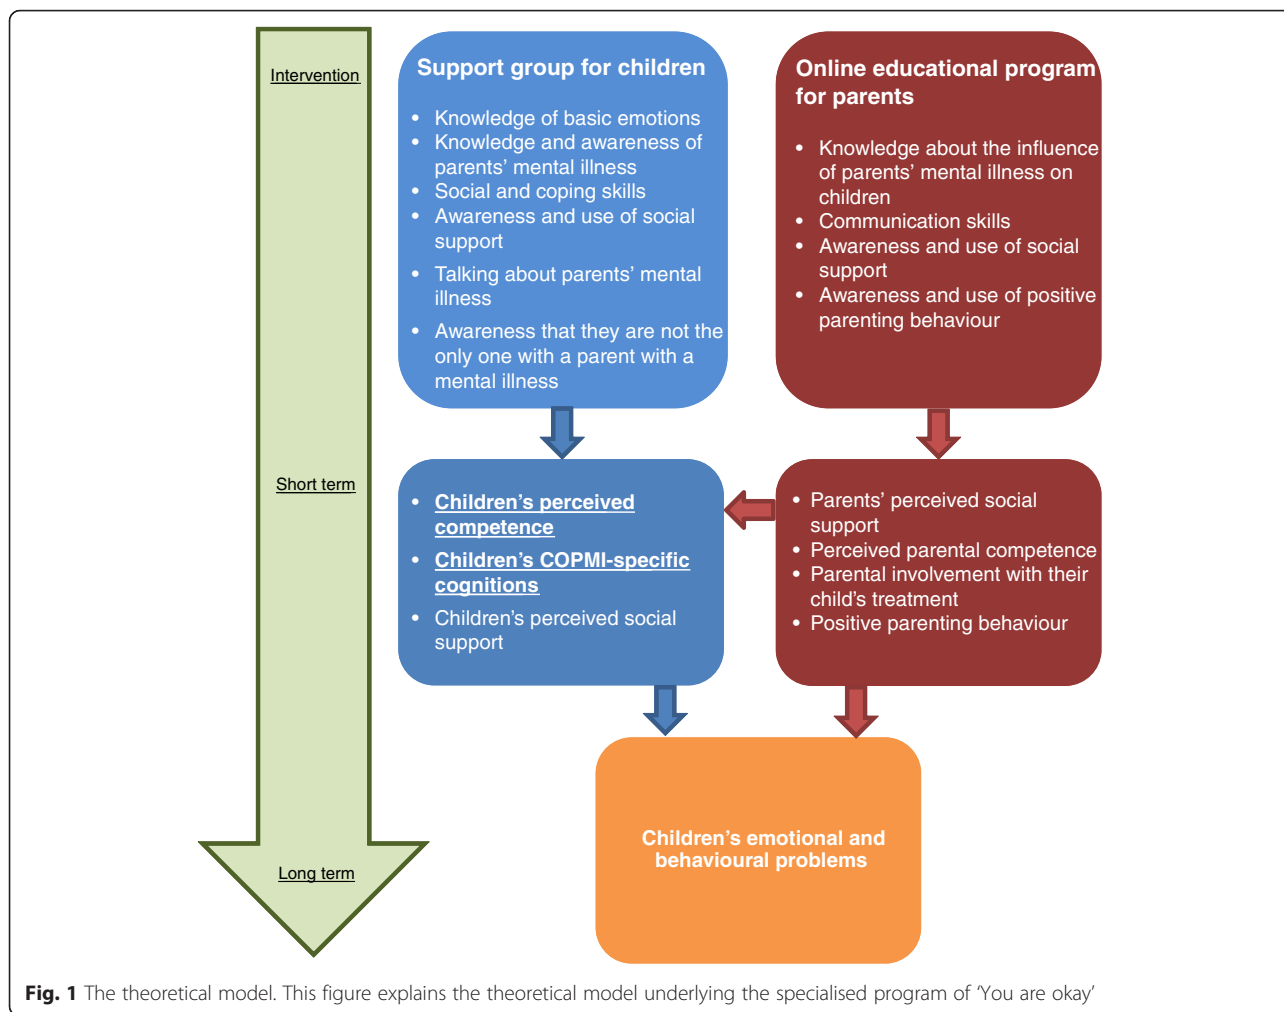 Intervention
Support group for children
• Knowledge of basic emotions
• Knowledge and awareness of
parents’ mental illness
• Social and coping skills
• Awareness and use of social
support
• Talking about parents’ mental
illness
• Awareness that they are not the
only one with a parent with a
mental illness
Online educational program
for parents
• Knowledge about the influence
of parents’ mental illness on
children
• Communication skills
• Awareness and use of social
support
• Awareness and use of positive
parenting behaviour
Short term
• Children’s perceived
competence
• Children’s COPMI-specific
cognitions
• Children’s perceived social
support
• Parents’ perceived social
support
• Perceived parental competence
• Parental involvement with their
child’s treatment
• Positive parenting behaviour
Long term
Children’s emotional and
behavioural problems
Fig. 1 The theoretical model. This figure explains the theoretical model underlying the specialised program of ‘You are okay’